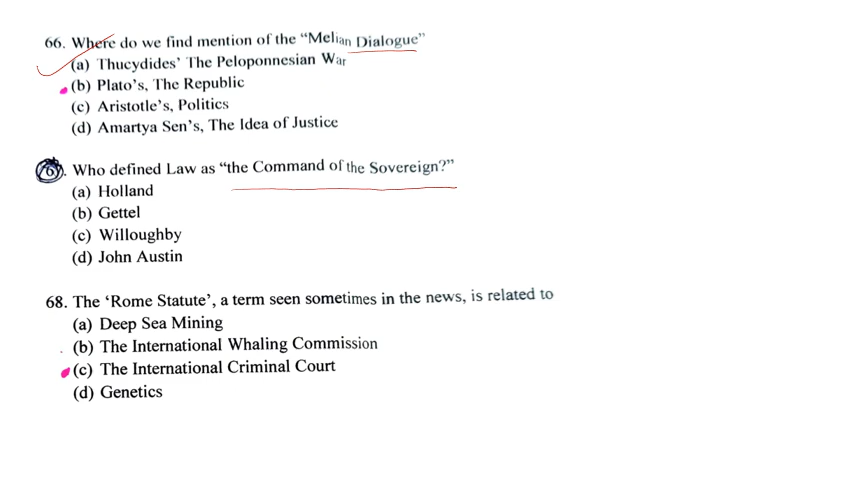 66. Where do we find mention of the "Melian Dialogue"
(a) Thucydides' The Peloponnesian War
(b) Plato's, The Republic
(c) Aristotle's, Politics
(d) Amartya Sen's, The Idea of Justice
67. Who defined Law as "the Command of the Sovereign?"
(a) Holland
(b) Gettel
(c) Willoughby
(d) John Austin
68. The 'Rome Statute', a term seen sometimes in the news, is related to
(a) Deep Sea Mining
(b) The International Whaling Commission
(c) The International Criminal Court
(d) Genetics